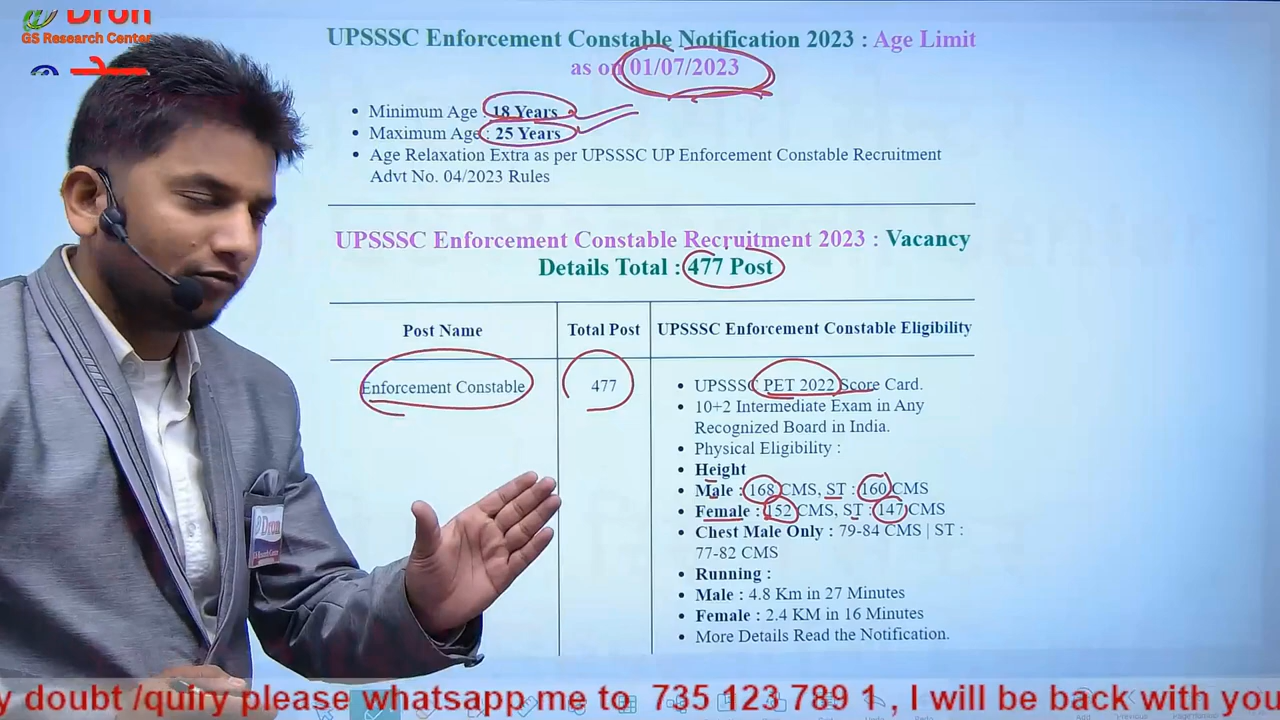 Dron
GS Research Center
UPSSSC Enforcement Constable Notification 2023 : Age Limit
as on 01/07/2023
Minimum Age : 18 Years
Maximum Age : 25 Years
Age Relaxation Extra as per UPSSSC UP Enforcement Constable Recruitment
Advt No. 04/2023 Rules
UPSSSC Enforcement Constable Recruitment 2023 : Vacancy
Details Total : 477 Post
Post Name
Total Post
UPSSSC Enforcement Constable Eligibility
Enforcement Constable
477
UPSSSC PET 2022 Score Card.
10+2 Intermediate Exam in Any
Recognized Board in India.
Physical Eligibility :
Height
Male : 168 CMS, ST : 160 CMS
Female : 152 CMS, ST : 147 CMS
Chest Male Only : 79-84 CMS | ST :
77-82 CMS
Running :
Male : 4.8 Km in 27 Minutes
Female : 2.4 KM in 16 Minutes
More Details Read the Notification.
Dron
y doubt /quiry please whatsapp me to 735 123 789 1 , I will be back with you